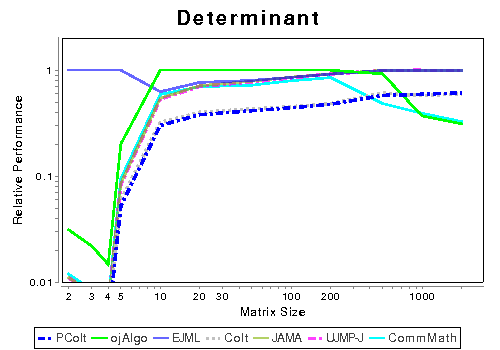 Determinant
Relative Performance
1
0.1
0.01
2 3 4 5 10 20 30 100 200 1000
Matrix Size
PColt ojAlgo EJML Colt JAMA UJMP-J CommMath